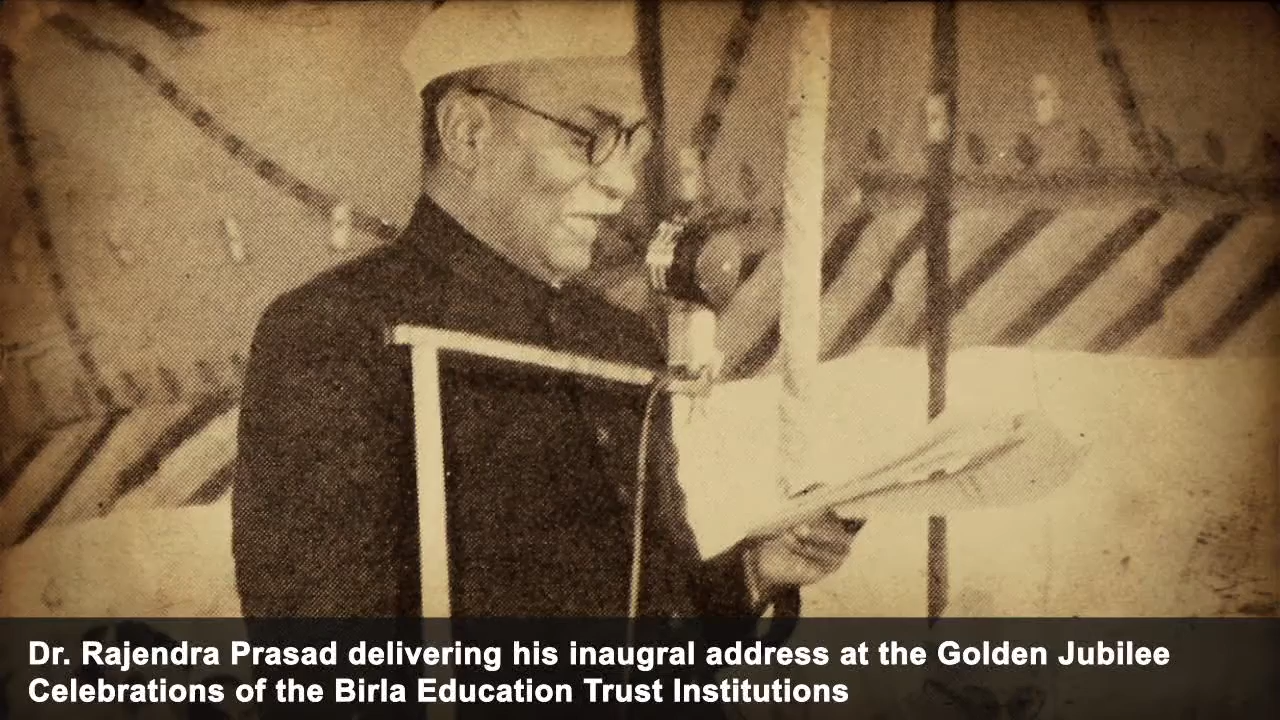 Dr. Rajendra Prasad delivering his inaugral address at the Golden Jubilee
Celebrations of the Birla Education Trust Institutions